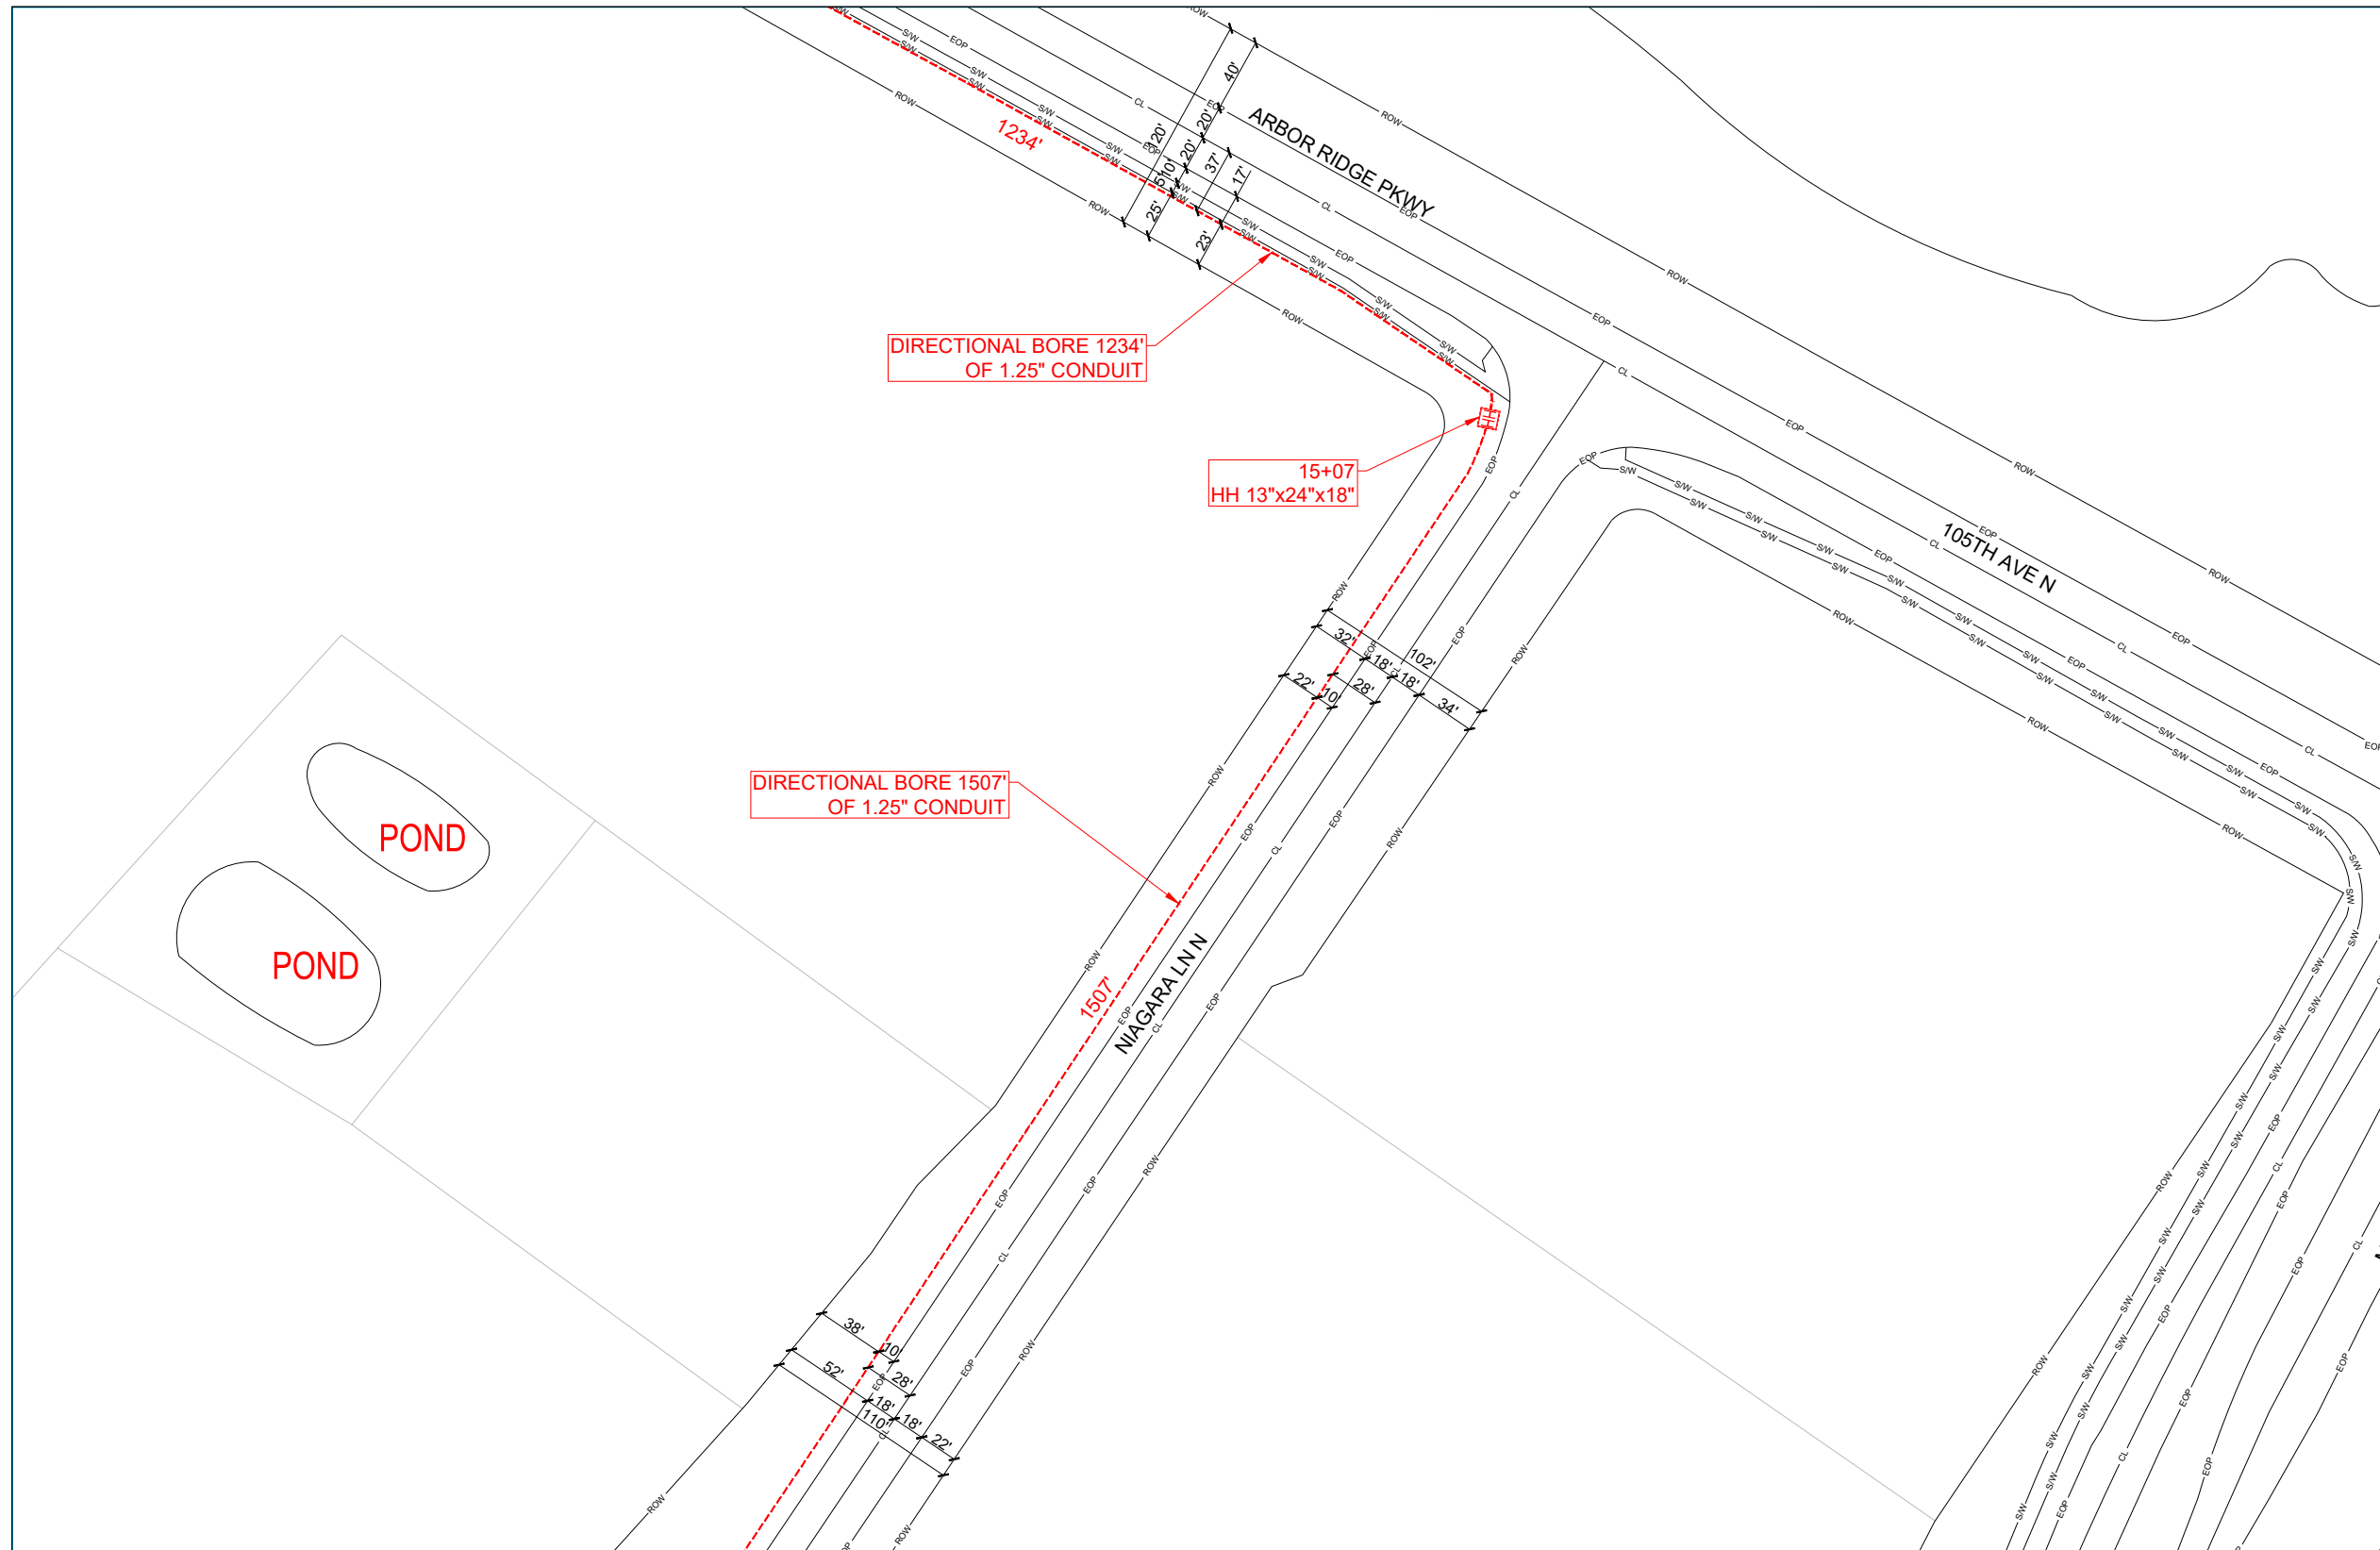 ARBOR RIDGE PKWY
105TH AVE N
NIAGARA LN N
1234'
DIRECTIONAL BORE 1234'
OF 1.25" CONDUIT
15+07
HH 13"x24"x18"
HH
DIRECTIONAL BORE 1507'
OF 1.25" CONDUIT
1507'
POND
POND
120'
40'
20'
20'
10'
5'
25'
37'
17'
23'
102'
32'
18'
18'
34'
22'
10'
28'
38'
10'
28'
52'
18'
18'
22'
110'
ROW
EOP
CL
S/W